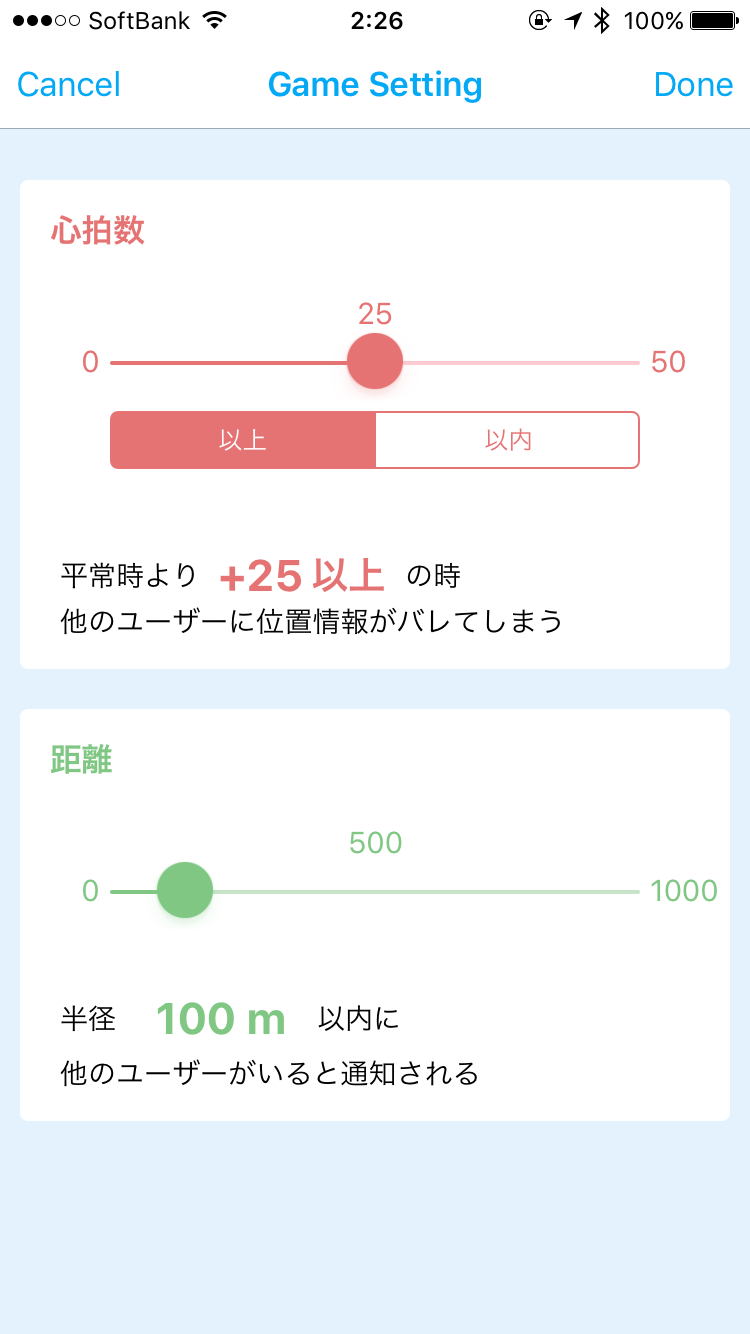 SoftBank 2:26 100%
Cancel Game Setting Done
心拍数
25
0 50
以上 以内
平常時より +25 以上 の時
他のユーザーに位置情報がバレてしまう
距離
500
0 1000
半径 100 m 以内に
他のユーザーがいると通知される